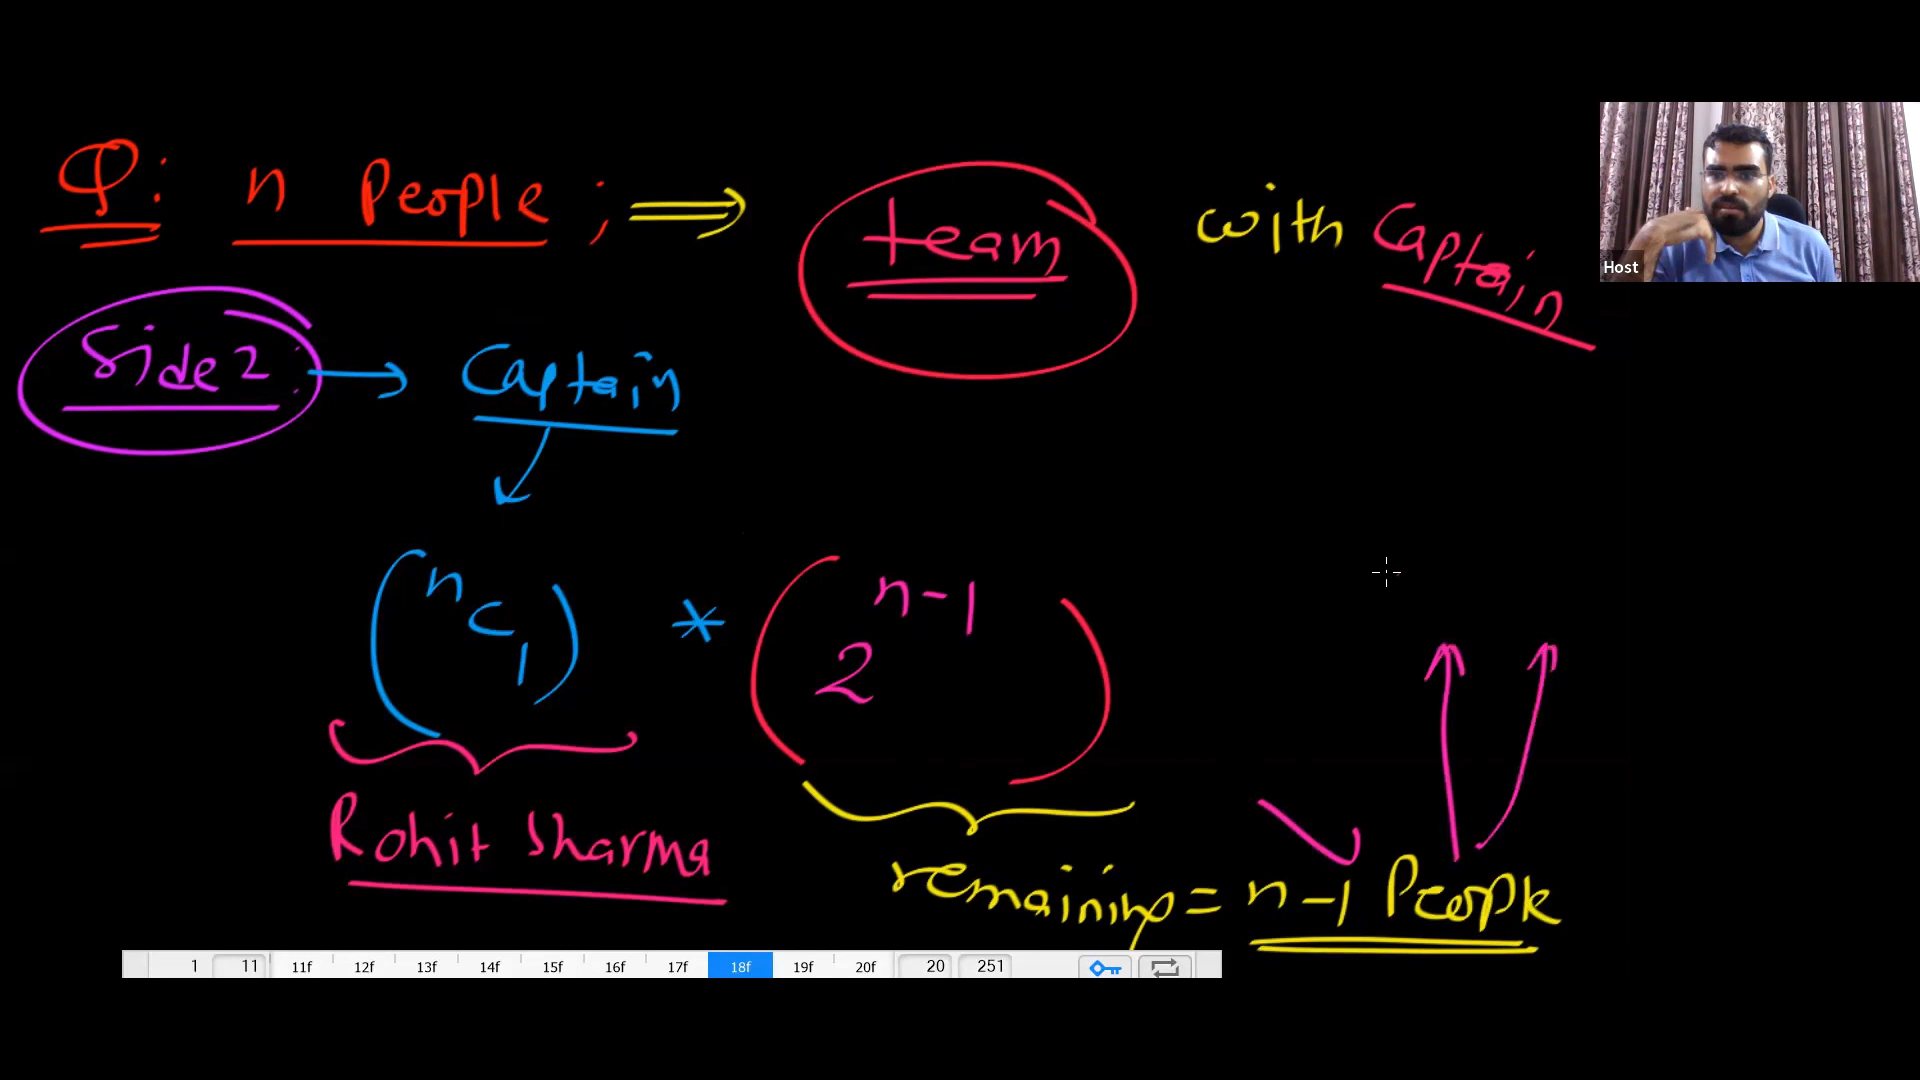 Q: n People ; ⟹ team with Captain
Side 2: → Captain
(ⁿC₁) * (2ⁿ⁻¹)
Rohit Sharma
remaining = n-1 People
Host
1 11 11f 12f 13f 14f 15f 16f 17f 18f 19f 20f 20 251